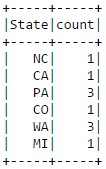 +-----+-----+
|State|count|
+-----+-----+
|   NC|    1|
|   CA|    1|
|   PA|    3|
|   CO|    1|
|   WA|    3|
|   MI|    1|
+-----+-----+